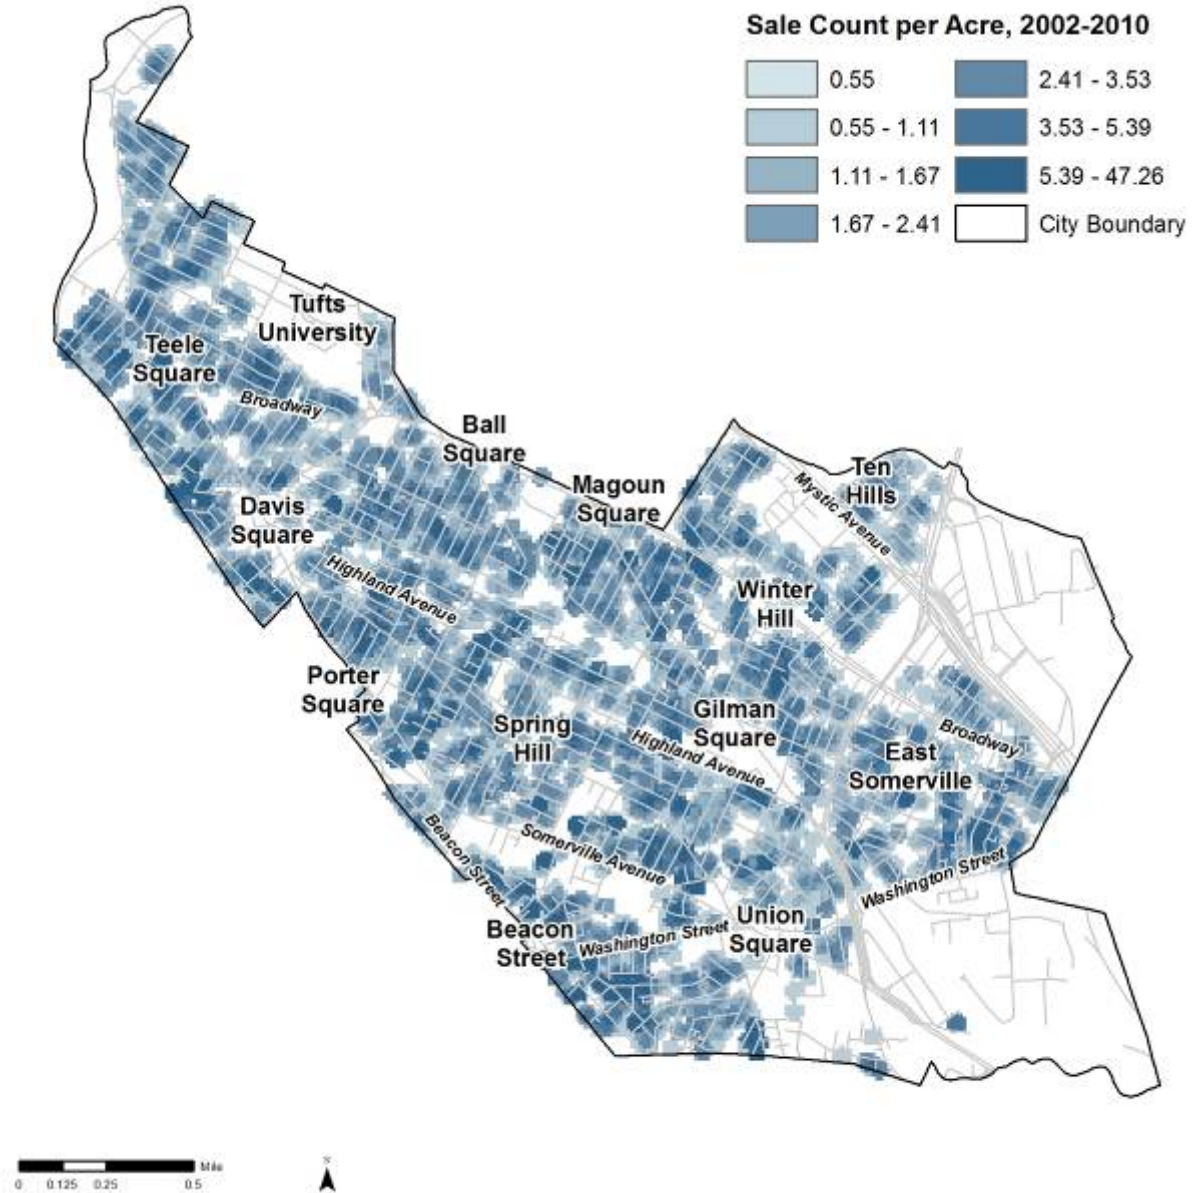 Sale Count per Acre, 2002-2010
0.55
2.41 - 3.53
0.55 - 1.11
3.53 - 5.39
1.11 - 1.67
5.39 - 47.26
1.67 - 2.41
City Boundary
Tufts
University
Teele
Square
Broadway
Ball
Square
Magoun
Square
Ten
Hills
Mystic Avenue
Davis
Square
Highland Avenue
Winter
Hill
Porter
Square
Spring
Hill
Gilman
Square
Highland Avenue
Broadway
East
Somerville
Beacon Street
Somerville Avenue
Washington Street
Beacon
Street
Washington Street
Union
Square
Mile
0 0.125 0.25 0.5
N